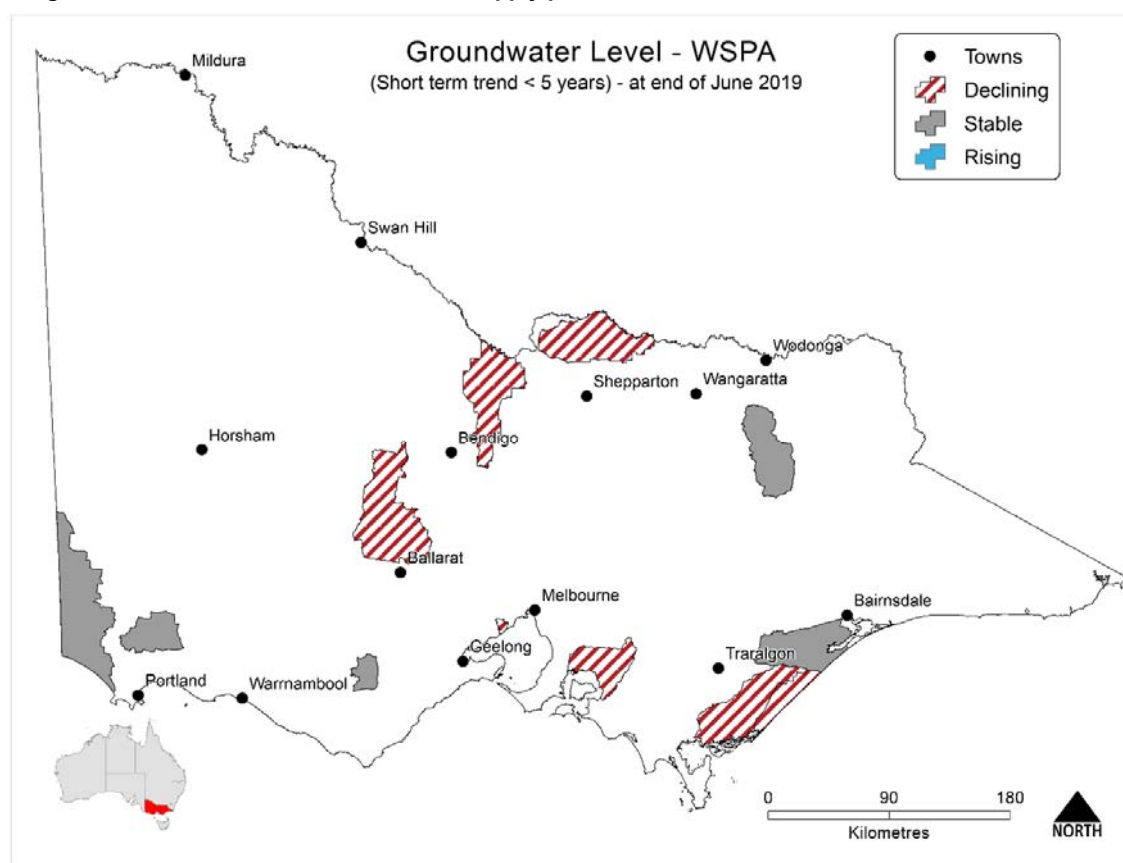 Groundwater Level - WSPA
(Short term trend < 5 years) - at end of June 2019
Towns
Declining
Stable
Rising
Mildura
Swan Hill
Wodonga
Shepparton
Wangaratta
Horsham
Bendigo
Ballarat
Melbourne
Bairnsdale
Geelong
Traralgon
Portland
Warrnambool
0 90 180
Kilometres
NORTH